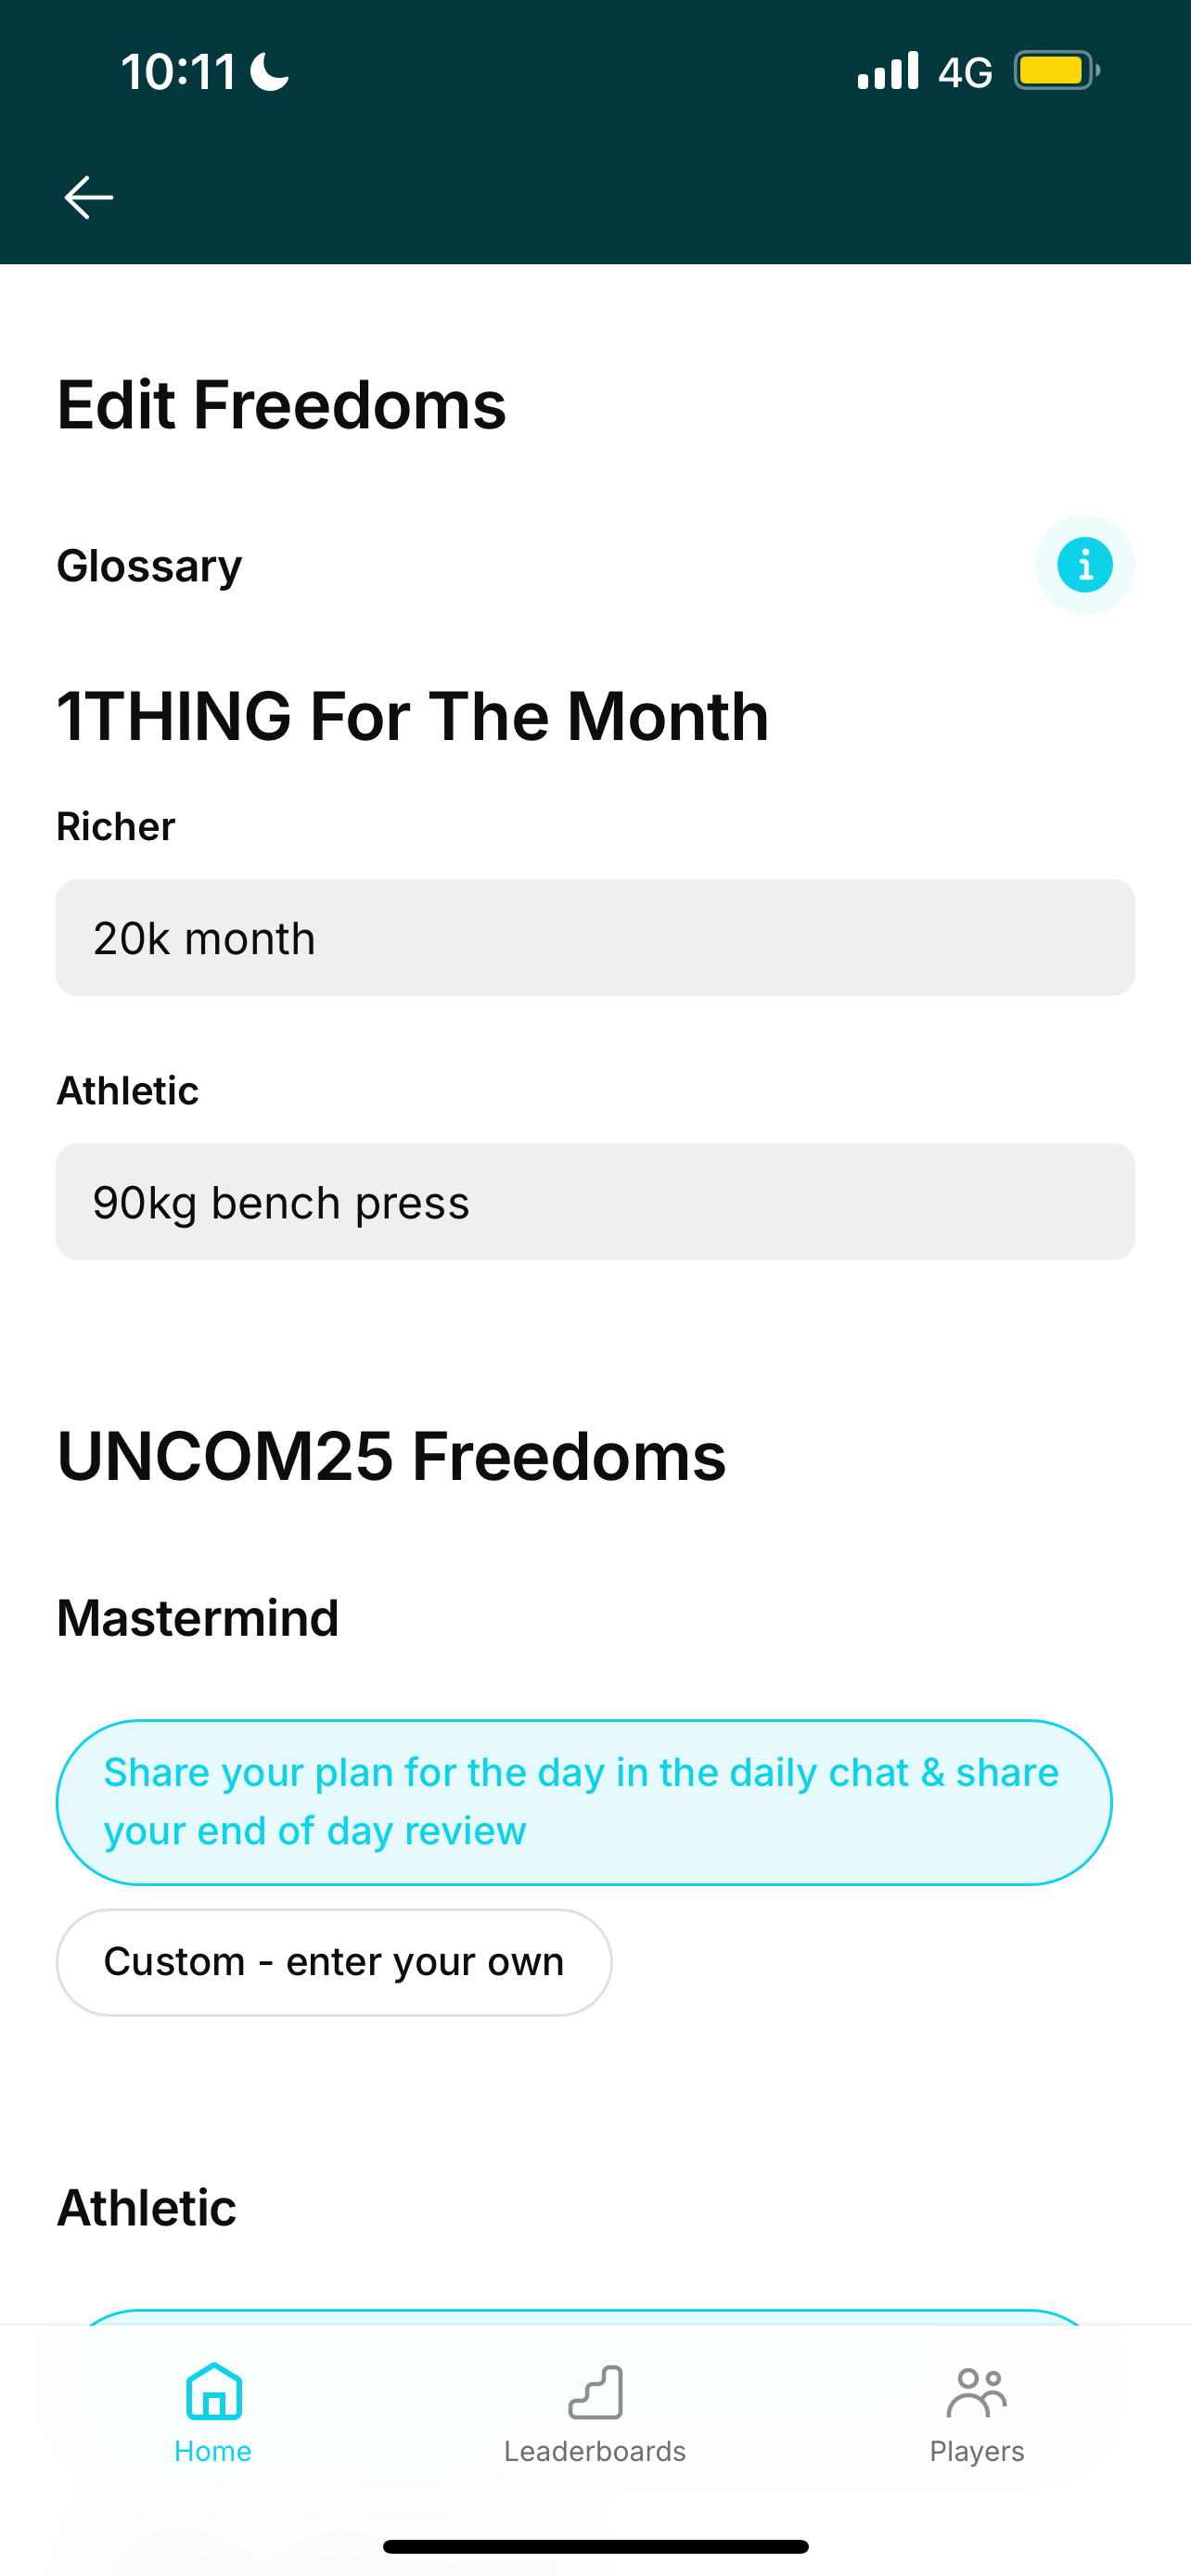 10:11
4G
Edit Freedoms
Glossary
1THING For The Month
Richer
20k month
Athletic
90kg bench press
UNCOM25 Freedoms
Mastermind
Share your plan for the day in the daily chat & share
your end of day review
Custom - enter your own
Athletic
Home
Leaderboards
Players